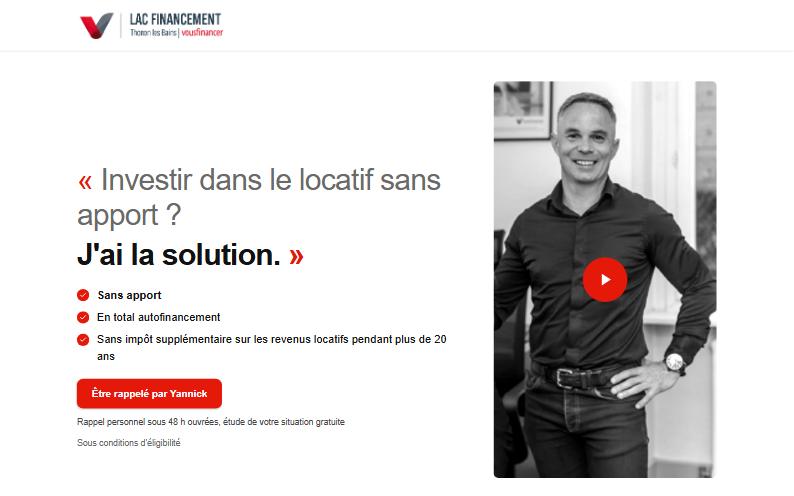 LAC FINANCEMENT
Thonon les Bains | vousfinancer
« Investir dans le locatif sans
apport ?
J'ai la solution. »
Sans apport
En total autofinancement
Sans impôt supplémentaire sur les revenus locatifs pendant plus de 20
ans
Être rappelé par Yannick
Rappel personnel sous 48 h ouvrées, étude de votre situation gratuite
Sous conditions d'éligibilité